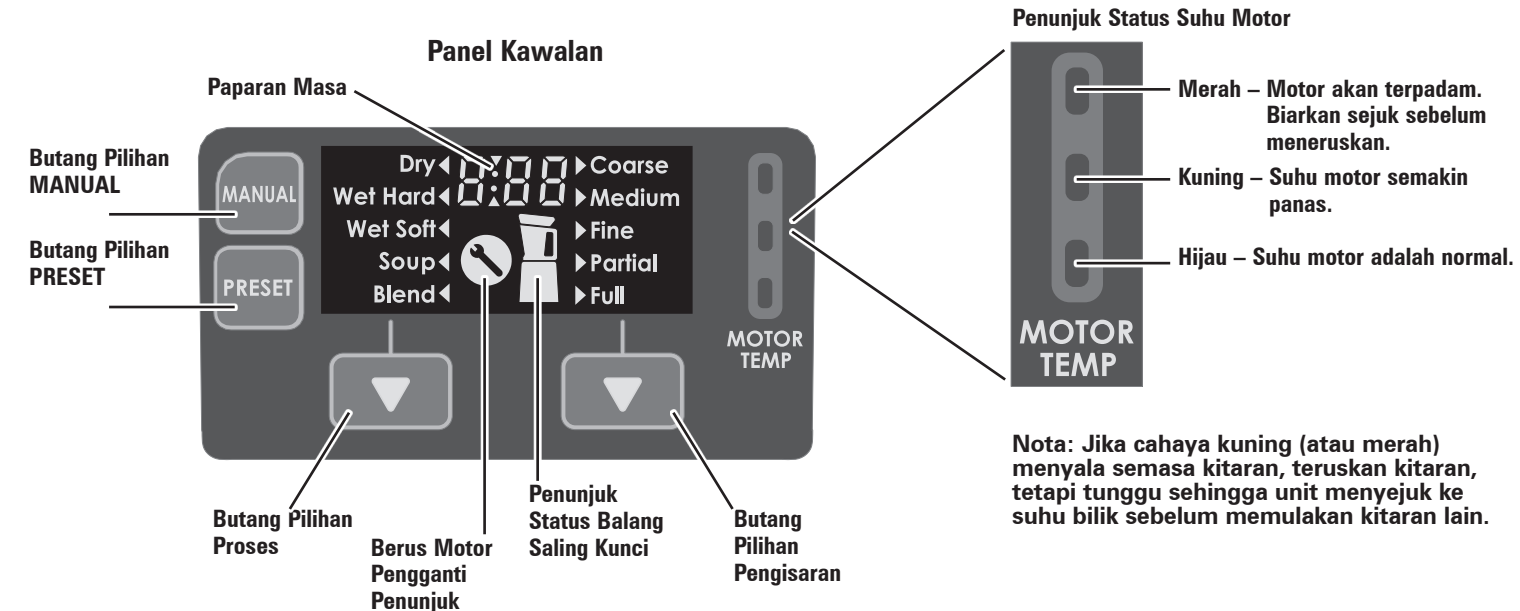 Penunjuk Status Suhu Motor
Panel Kawalan
Paparan Masa
Butang Pilihan
MANUAL
Butang Pilihan
PRESET
MANUAL
PRESET
Dry
Wet Hard
Wet Soft
Soup
Blend
8:88
Coarse
Medium
Fine
Partial
Full
MOTOR
TEMP
Merah – Motor akan terpadam.
Biarkan sejuk sebelum
meneruskan.
Kuning – Suhu motor semakin
panas.
Hijau – Suhu motor adalah normal.
MOTOR
TEMP
Nota: Jika cahaya kuning (atau merah)
menyala semasa kitaran, teruskan kitaran,
tetapi tunggu sehingga unit menyejuk ke
suhu bilik sebelum memulakan kitaran lain.
Butang Pilihan
Proses
Berus Motor
Pengganti
Penunjuk
Penunjuk
Status Balang
Saling Kunci
Butang
Pilihan
Pengisaran